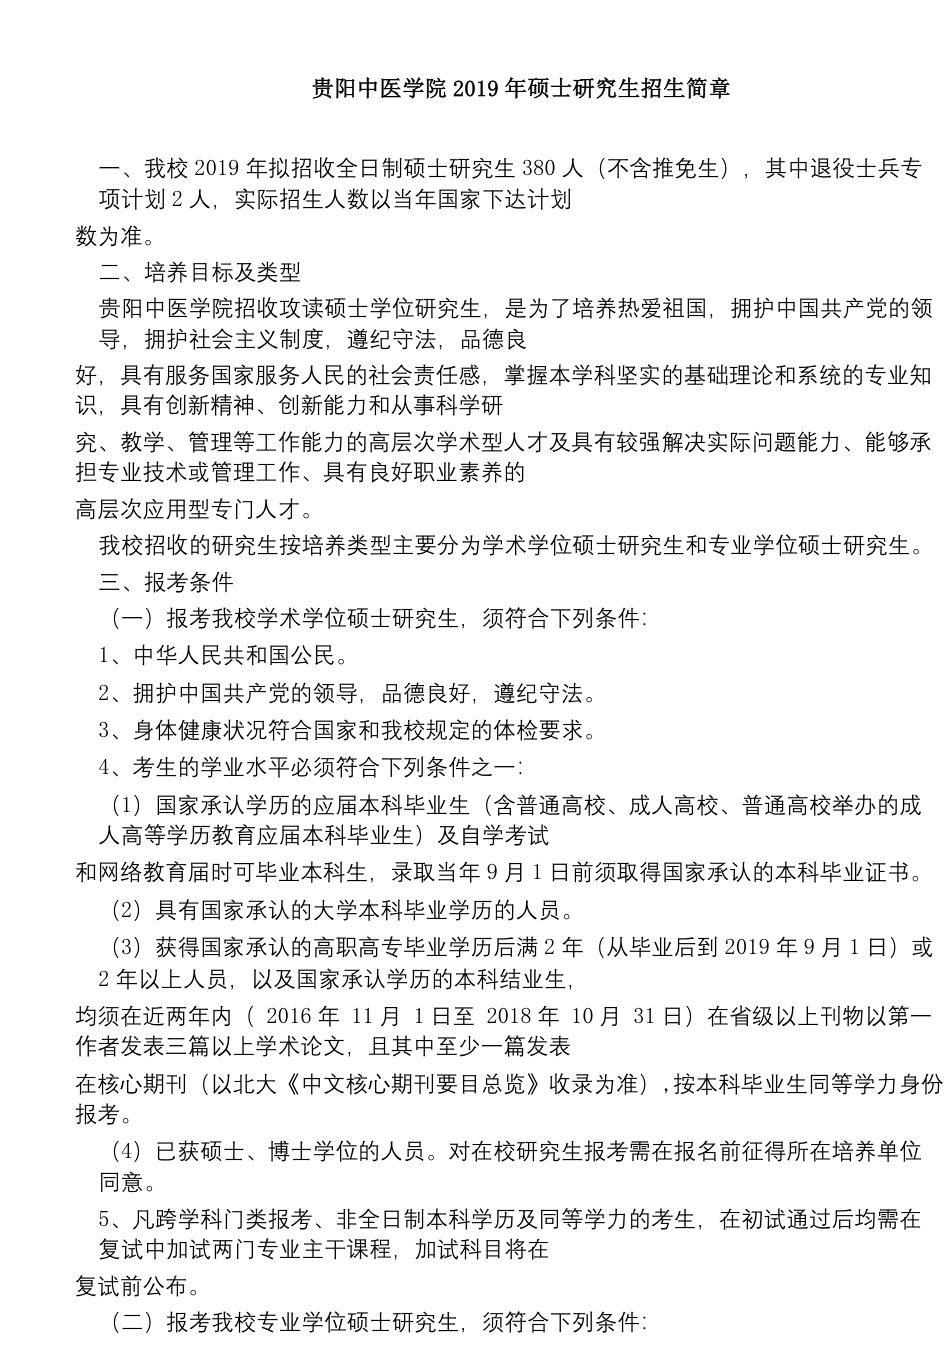 贵阳中医学院 2019 年硕士研究生招生简章
一、我校 2019 年拟招收全日制硕士研究生 380 人（不含推免生），其中退役士兵专
项计划 2 人，实际招生人数以当年国家下达计划
数为准。
二、培养目标及类型
贵阳中医学院招收攻读硕士学位研究生，是为了培养热爱祖国，拥护中国共产党的领
导，拥护社会主义制度，遵纪守法，品德良
好，具有服务国家服务人民的社会责任感，掌握本学科坚实的基础理论和系统的专业知
识，具有创新精神、创新能力和从事科学研
究、教学、管理等工作能力的高层次学术型人才及具有较强解决实际问题能力、能够承
担专业技术或管理工作、具有良好职业素养的
高层次应用型专门人才。
我校招收的研究生按培养类型主要分为学术学位硕士研究生和专业学位硕士研究生。
三、报考条件
（一）报考我校学术学位硕士研究生，须符合下列条件：
1、中华人民共和国公民。
2、拥护中国共产党的领导，品德良好，遵纪守法。
3、身体健康状况符合国家和我校规定的体检要求。
4、考生的学业水平必须符合下列条件之一：
（1）国家承认学历的应届本科毕业生（含普通高校、成人高校、普通高校举办的成
人高等学历教育应届本科毕业生）及自学考试
和网络教育届时可毕业本科生，录取当年 9 月 1 日前须取得国家承认的本科毕业证书。
（2）具有国家承认的大学本科毕业学历的人员。
（3）获得国家承认的高职高专毕业学历后满 2 年（从毕业后到 2019 年 9 月 1 日）或
2 年以上人员，以及国家承认学历的本科结业生，
均须在近两年内（ 2016 年 11 月 1 日至 2018 年 10 月 31 日）在省级以上刊物以第一
作者发表三篇以上学术论文，且其中至少一篇发表
在核心期刊（以北大《中文核心期刊要目总览》收录为准）,按本科毕业生同等学力身份
报考。
（4）已获硕士、博士学位的人员。对在校研究生报考需在报名前征得所在培养单位
同意。
5、凡跨学科门类报考、非全日制本科学历及同等学力的考生，在初试通过后均需在
复试中加试两门专业主干课程，加试科目将在
复试前公布。
（二）报考我校专业学位硕士研究生，须符合下列条件：